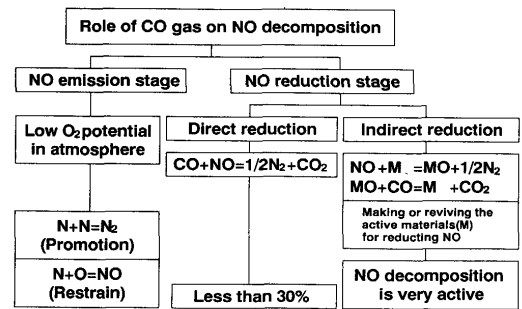 Role of CO gas on NO decomposition
NO emission stage
NO reduction stage
Low O₂ potential
in atmosphere
Direct reduction
Indirect reduction
CO+NO=1/2N₂+CO₂
NO+M =MO+1/2N₂
MO+CO=M +CO₂
Making or reviving the
active materials(M)
for reducting NO
N+N=N₂
(Promotion)
N+O=NO
(Restrain)
Less than 30%
NO decomposition
is very active